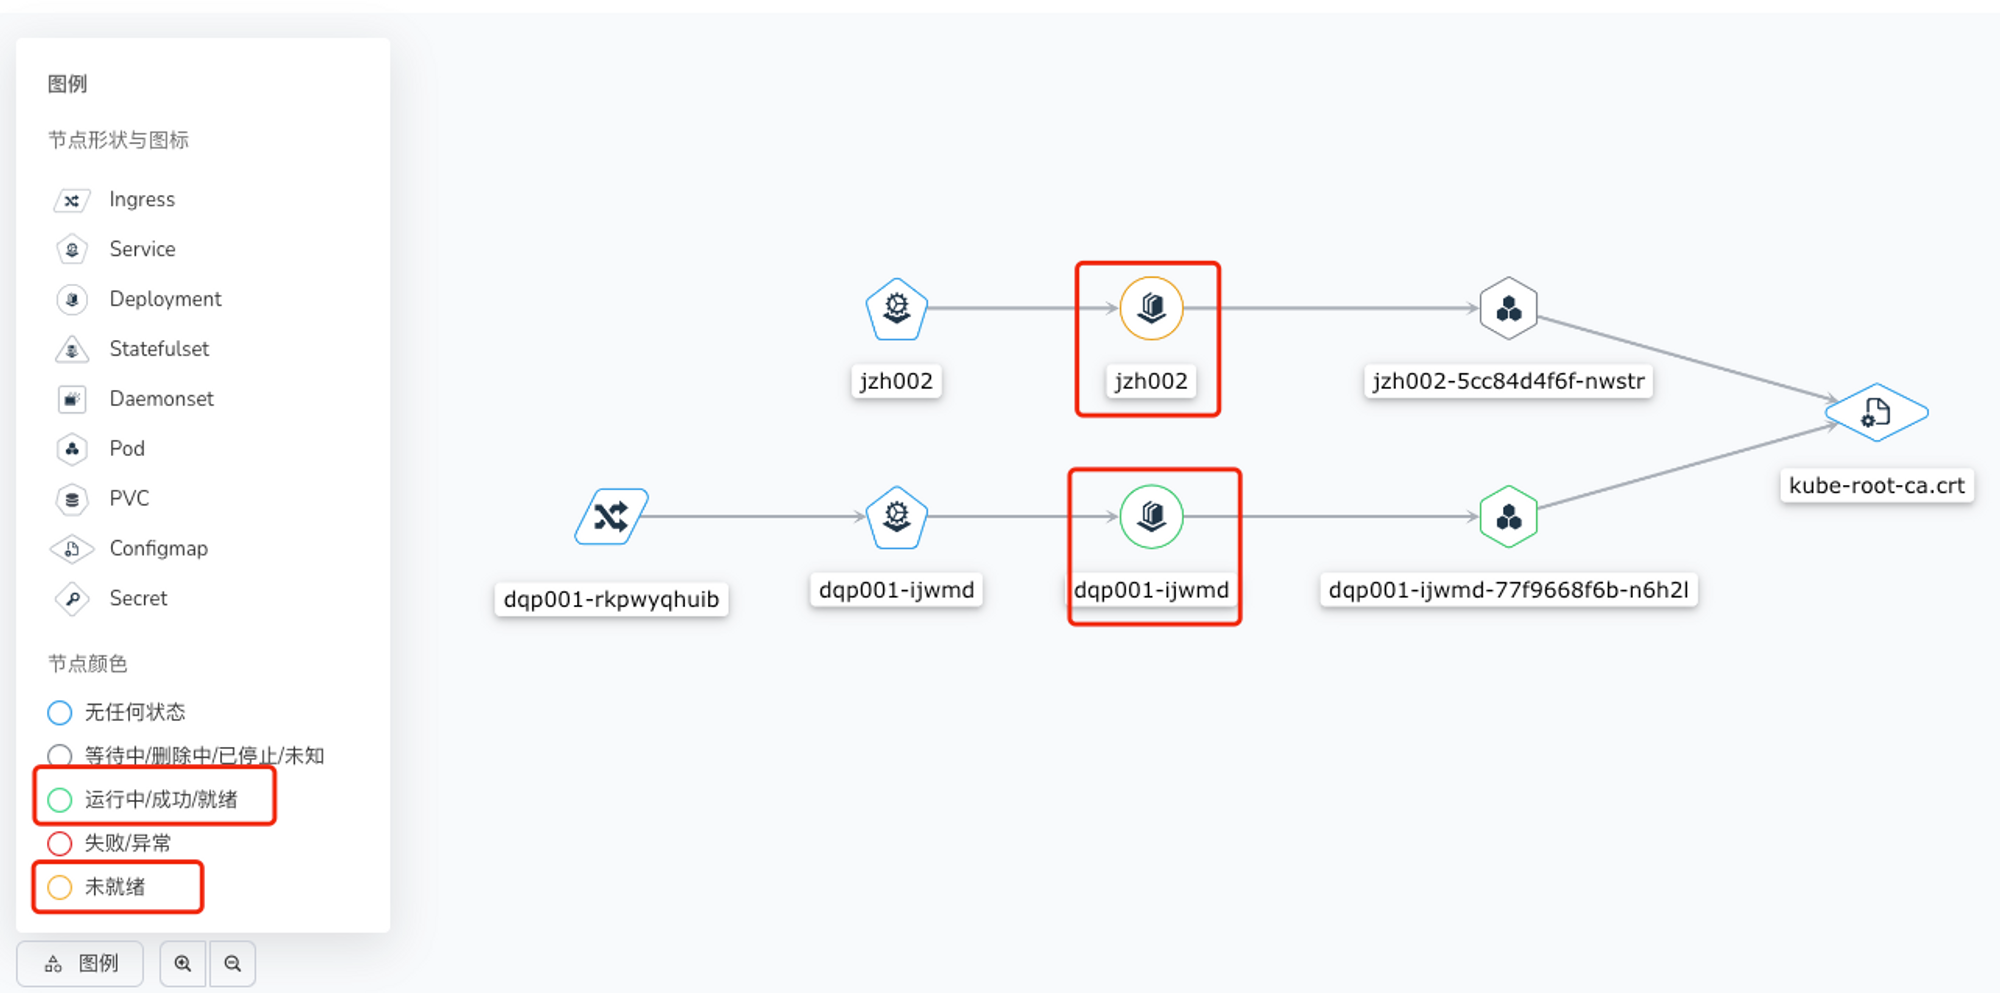 图例
节点形状与图标
Ingress
Service
Deployment
Statefulset
Daemonset
Pod
PVC
Configmap
Secret
节点颜色
无任何状态
等待中/删除中/已停止/未知
运行中/成功/就绪
失败/异常
未就绪
图例
jzh002
jzh002
jzh002-5cc84d4f6f-nwstr
kube-root-ca.crt
dqp001-rkpwyqhuib
dqp001-ijwmd
dqp001-ijwmd
dqp001-ijwmd-77f9668f6b-n6h2l